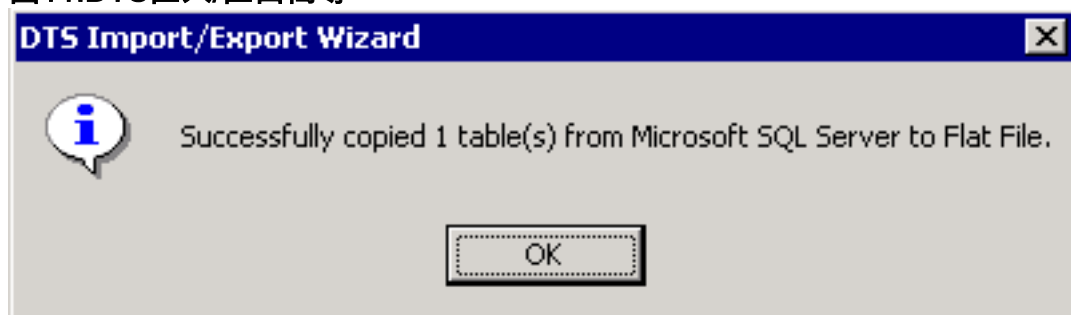 DTS Import/Export Wizard
Successfully copied 1 table(s) from Microsoft SQL Server to Flat File.
OK